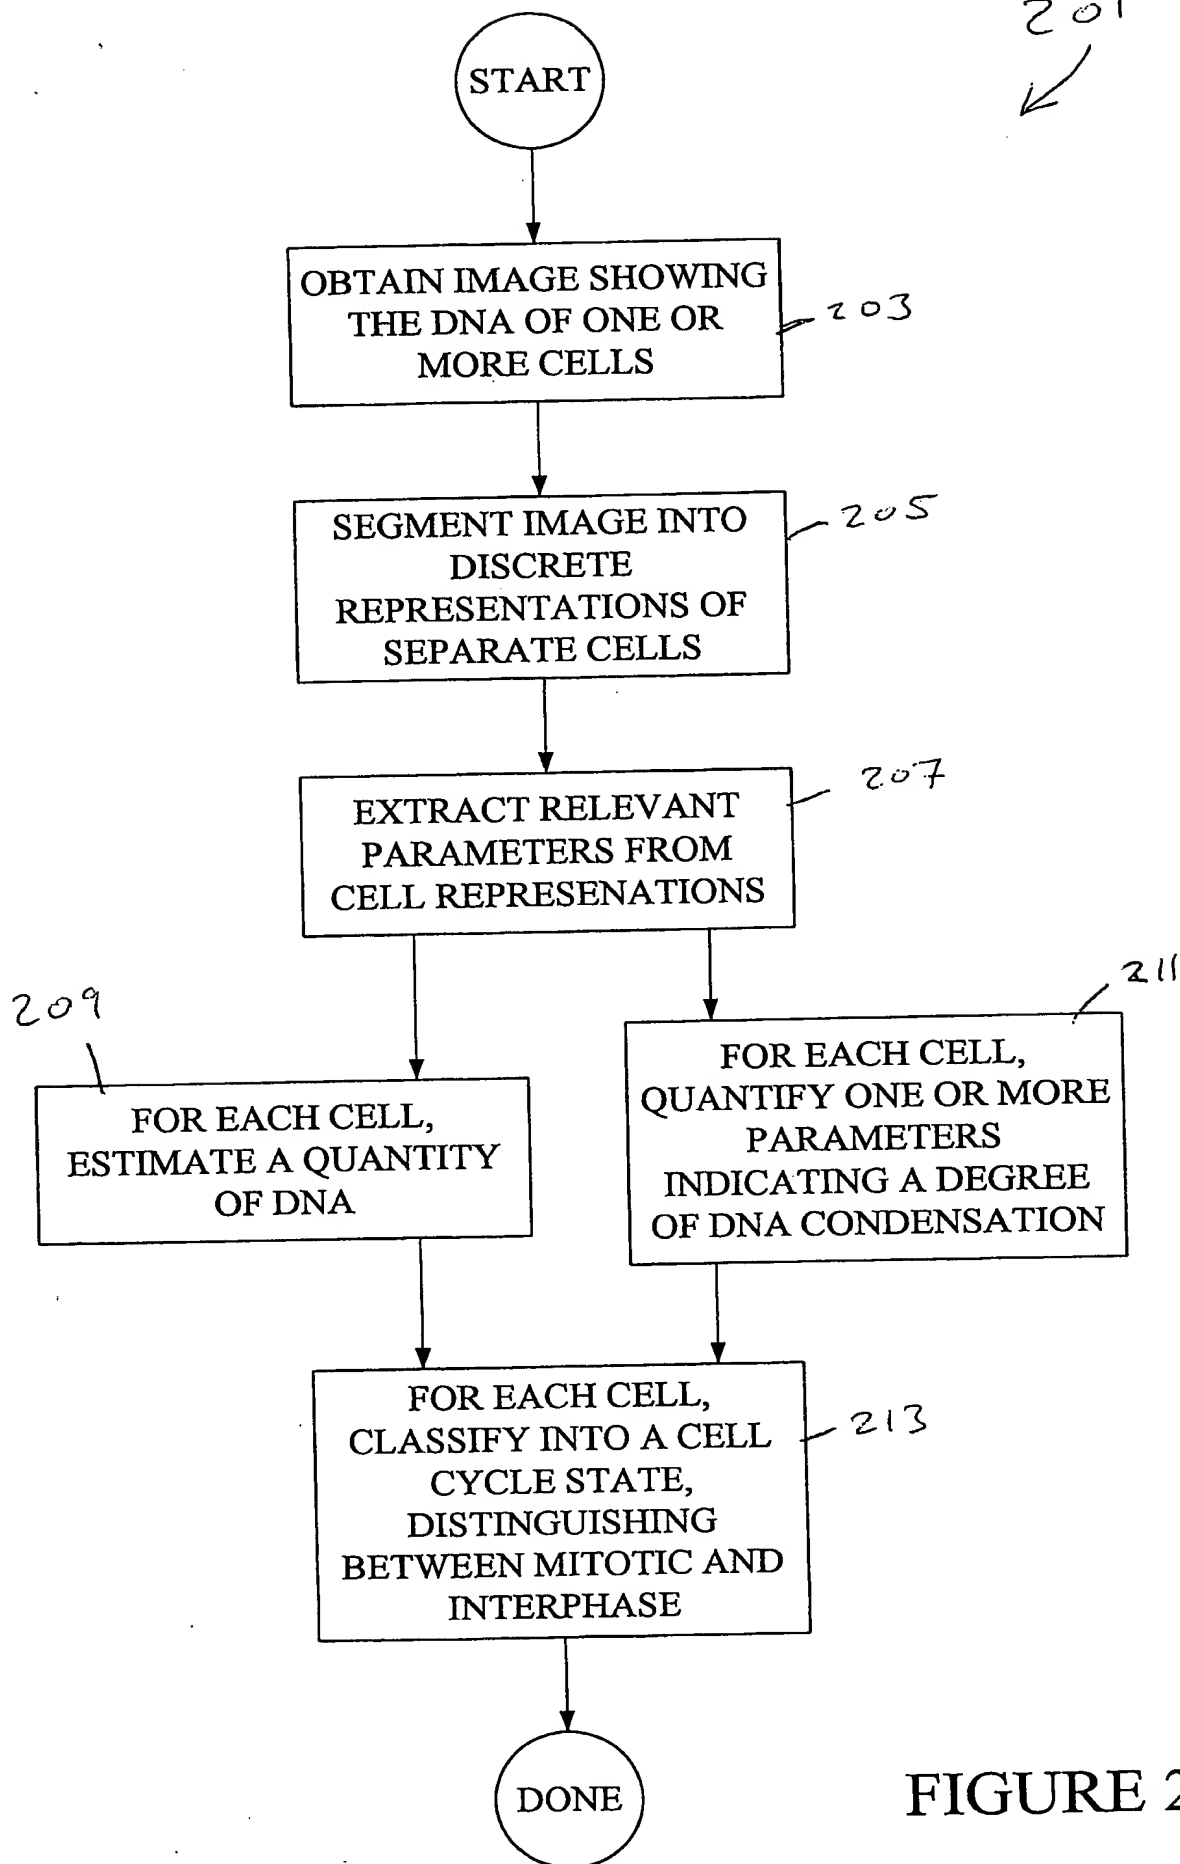 201
START
OBTAIN IMAGE SHOWING
THE DNA OF ONE OR
MORE CELLS
203
SEGMENT IMAGE INTO
DISCRETE
REPRESENTATIONS OF
SEPARATE CELLS
205
EXTRACT RELEVANT
PARAMETERS FROM
CELL REPRESENATIONS
207
209
FOR EACH CELL,
ESTIMATE A QUANTITY
OF DNA
211
FOR EACH CELL,
QUANTIFY ONE OR MORE
PARAMETERS
INDICATING A DEGREE
OF DNA CONDENSATION
FOR EACH CELL,
CLASSIFY INTO A CELL
CYCLE STATE,
DISTINGUISHING
BETWEEN MITOTIC AND
INTERPHASE
213
DONE
FIGURE 2